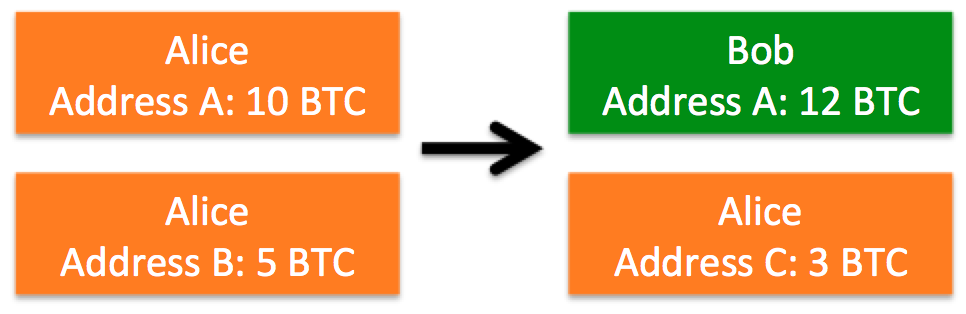 Alice
Address A: 10 BTC
Alice
Address B: 5 BTC
Bob
Address A: 12 BTC
Alice
Address C: 3 BTC